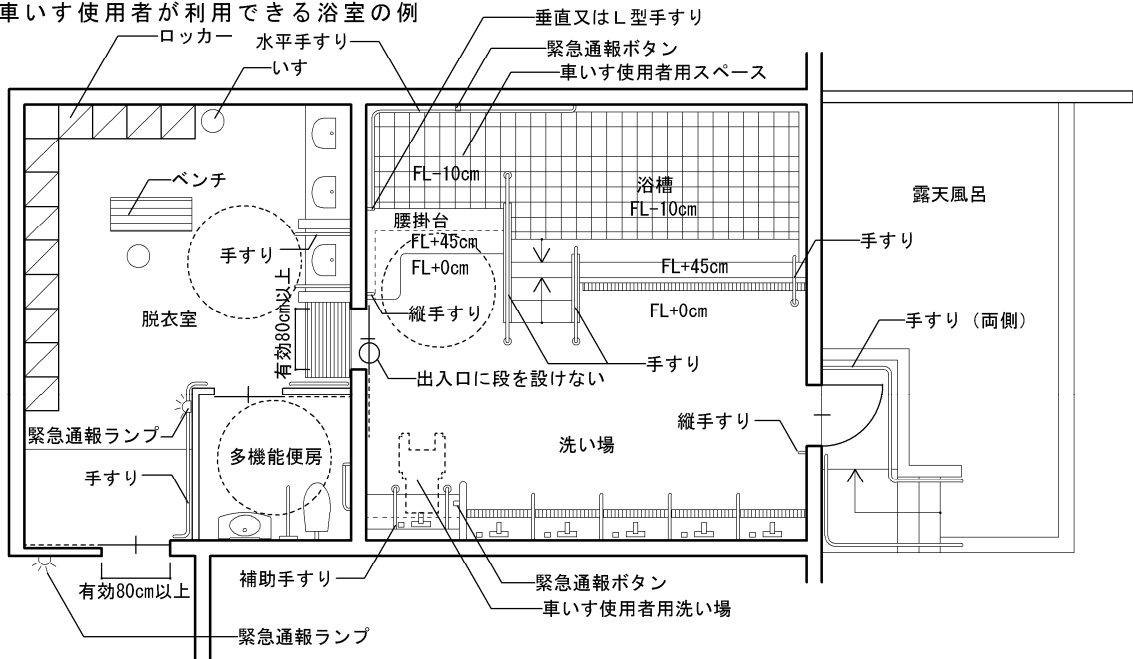 車いす使用者が利用できる浴室の例
垂直又はL型手すり
ロッカー
水平手すり
緊急通報ボタン
いす
車いす使用者用スペース
ベンチ
FL-10cm
浴槽
FL-10cm
露天風呂
腰掛台
FL+45cm
手すり
手すり
FL+0cm
FL+45cm
脱衣室
有効80cm以上
縦手すり
FL+0cm
手すり（両側）
手すり
出入口に段を設けない
縦手すり
緊急通報ランプ
多機能便房
洗い場
手すり
有効80cm以上
補助手すり
緊急通報ボタン
車いす使用者用洗い場
緊急通報ランプ